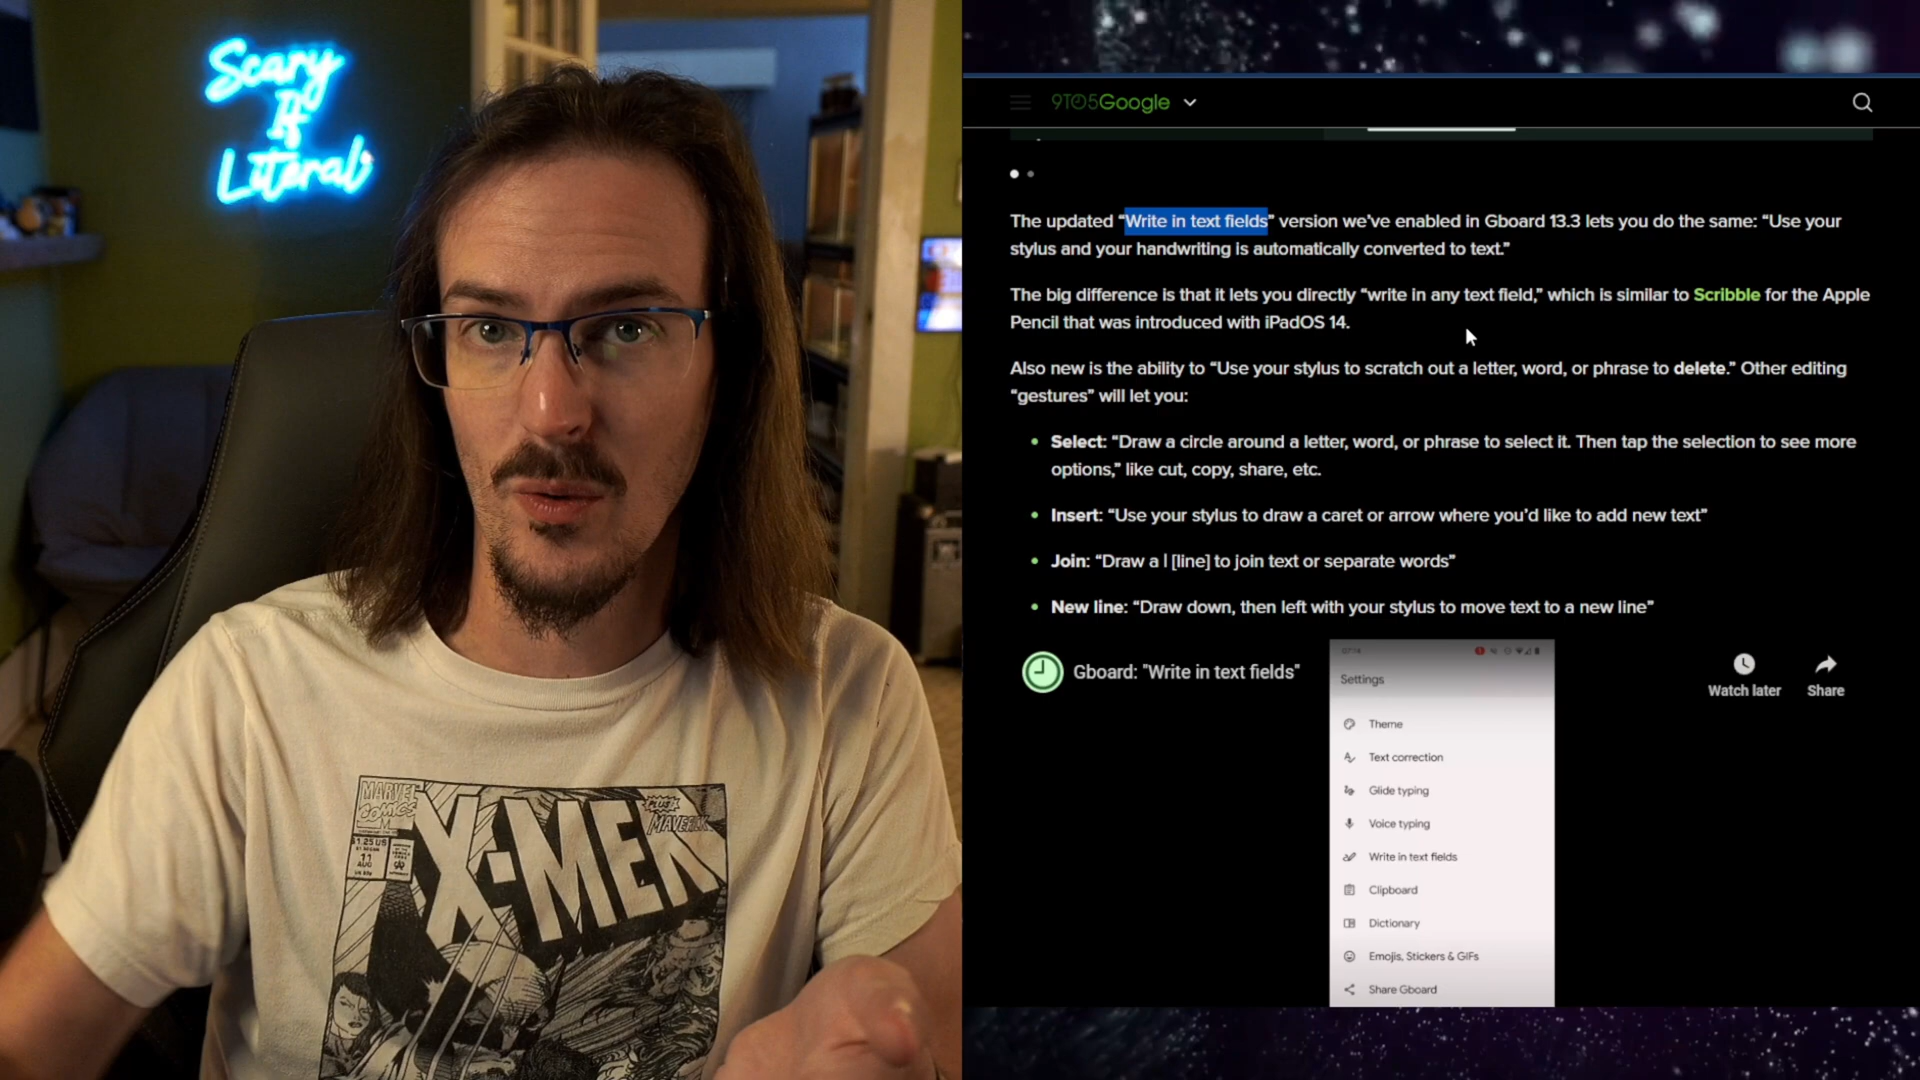 Scary
If
Literal
MARVEL
COMICS
$1.25 US
11
AUG
X-MEN
PLUS
MAVERICK
9TO5Google
The updated “Write in text fields” version we’ve enabled in Gboard 13.3 lets you do the same: “Use your
stylus and your handwriting is automatically converted to text.”
The big difference is that it lets you directly “write in any text field,” which is similar to Scribble for the Apple
Pencil that was introduced with iPadOS 14.
Also new is the ability to “Use your stylus to scratch out a letter, word, or phrase to delete.” Other editing
“gestures” will let you:
• Select: “Draw a circle around a letter, word, or phrase to select it. Then tap the selection to see more
options,” like cut, copy, share, etc.
• Insert: “Use your stylus to draw a caret or arrow where you’d like to add new text”
• Join: “Draw a | [line] to join text or separate words”
• New line: “Draw down, then left with your stylus to move text to a new line”
Gboard: "Write in text fields"
Watch later
Share
Settings
Theme
Text correction
Glide typing
Voice typing
Write in text fields
Clipboard
Dictionary
Emojis, Stickers & GIFs
Share Gboard